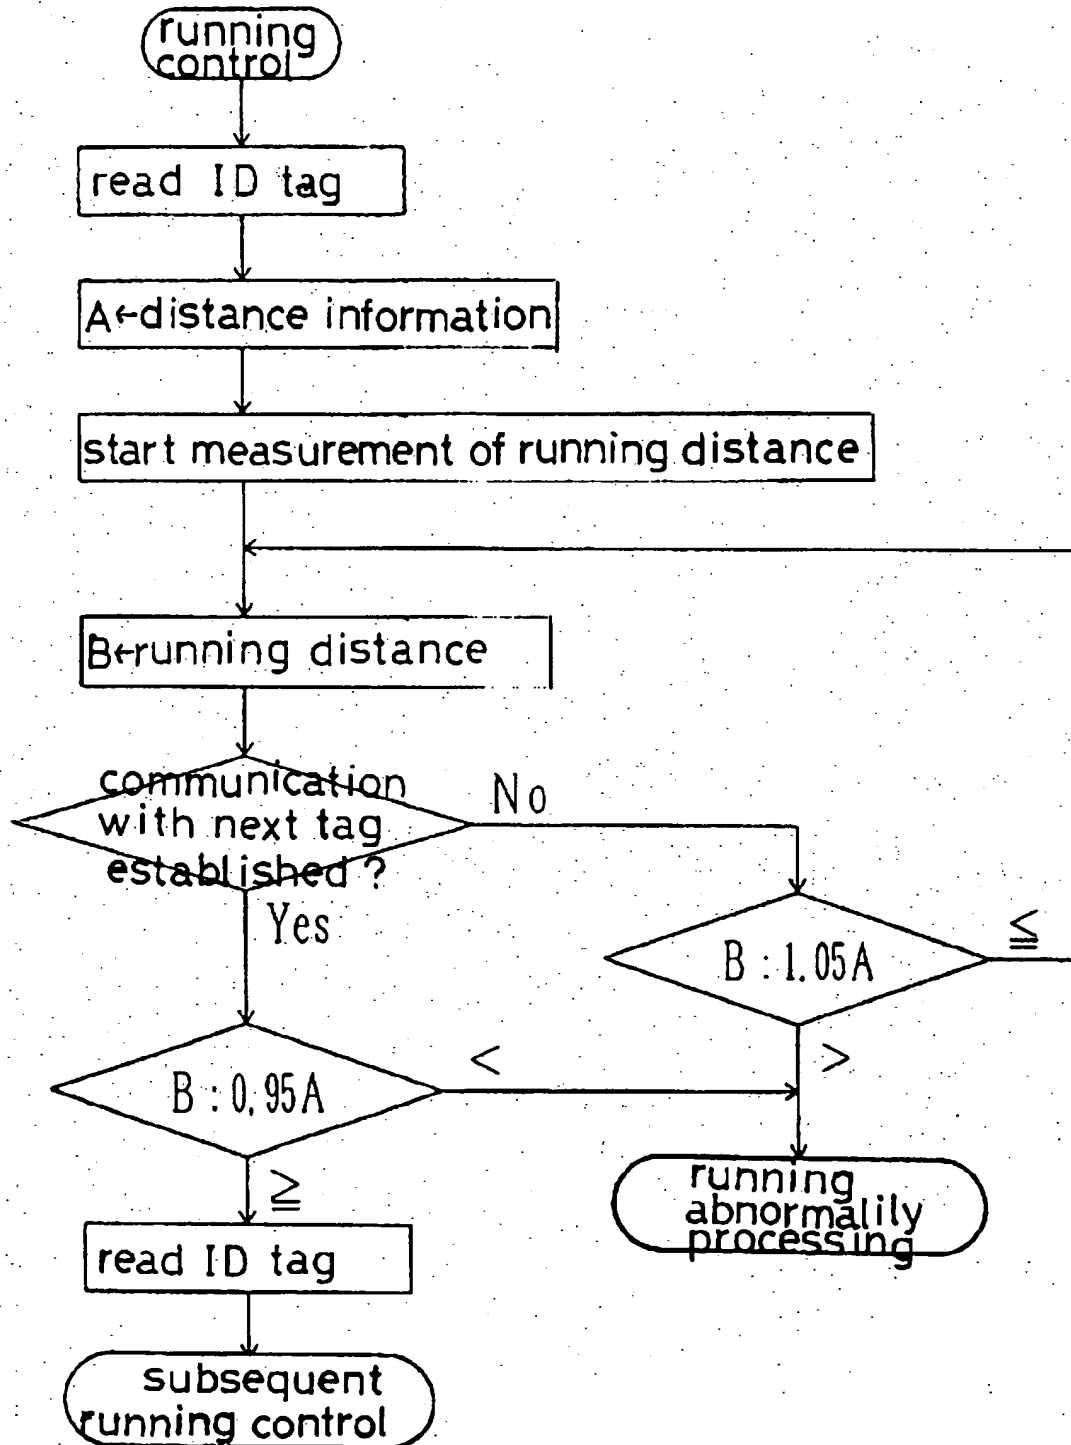 running
control
read ID tag
A←distance information
start measurement of running distance
B←running distance
communication
with next tag
established ?
No
Yes
B : 1.05A
≦
>
B : 0.95A
<
≧
running
abnormalily
processing
read ID tag
subsequent
running control